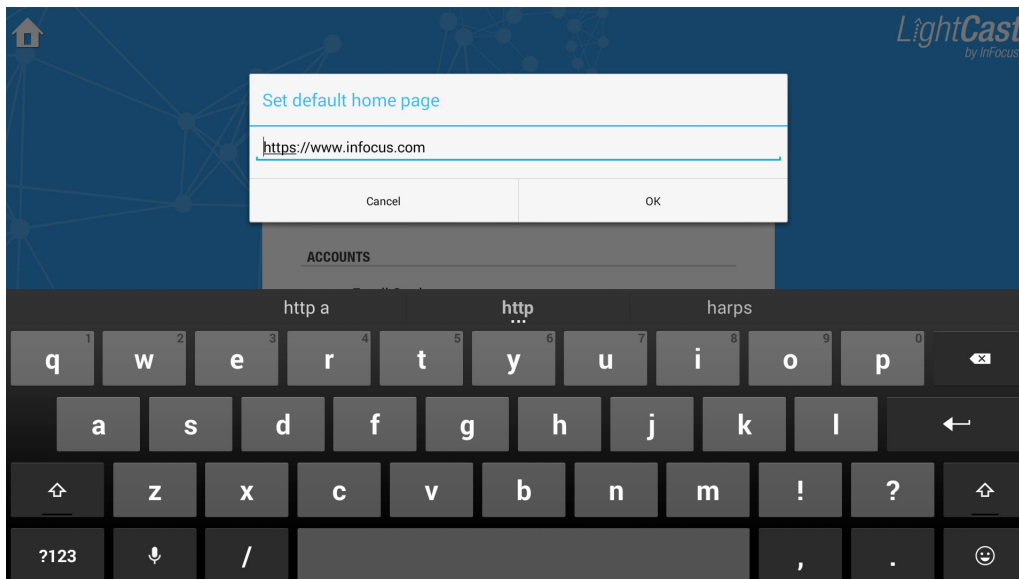 LightCast
by InFocus
Set default home page
https://www.infocus.com
Cancel OK
ACCOUNTS
http a http harps
q 1 w 2 e 3 r 4 t 5 y 6 u 7 i 8 o 9 p 0
a s d f g h j k l
z x c v b n m ! ?
?123 / , .